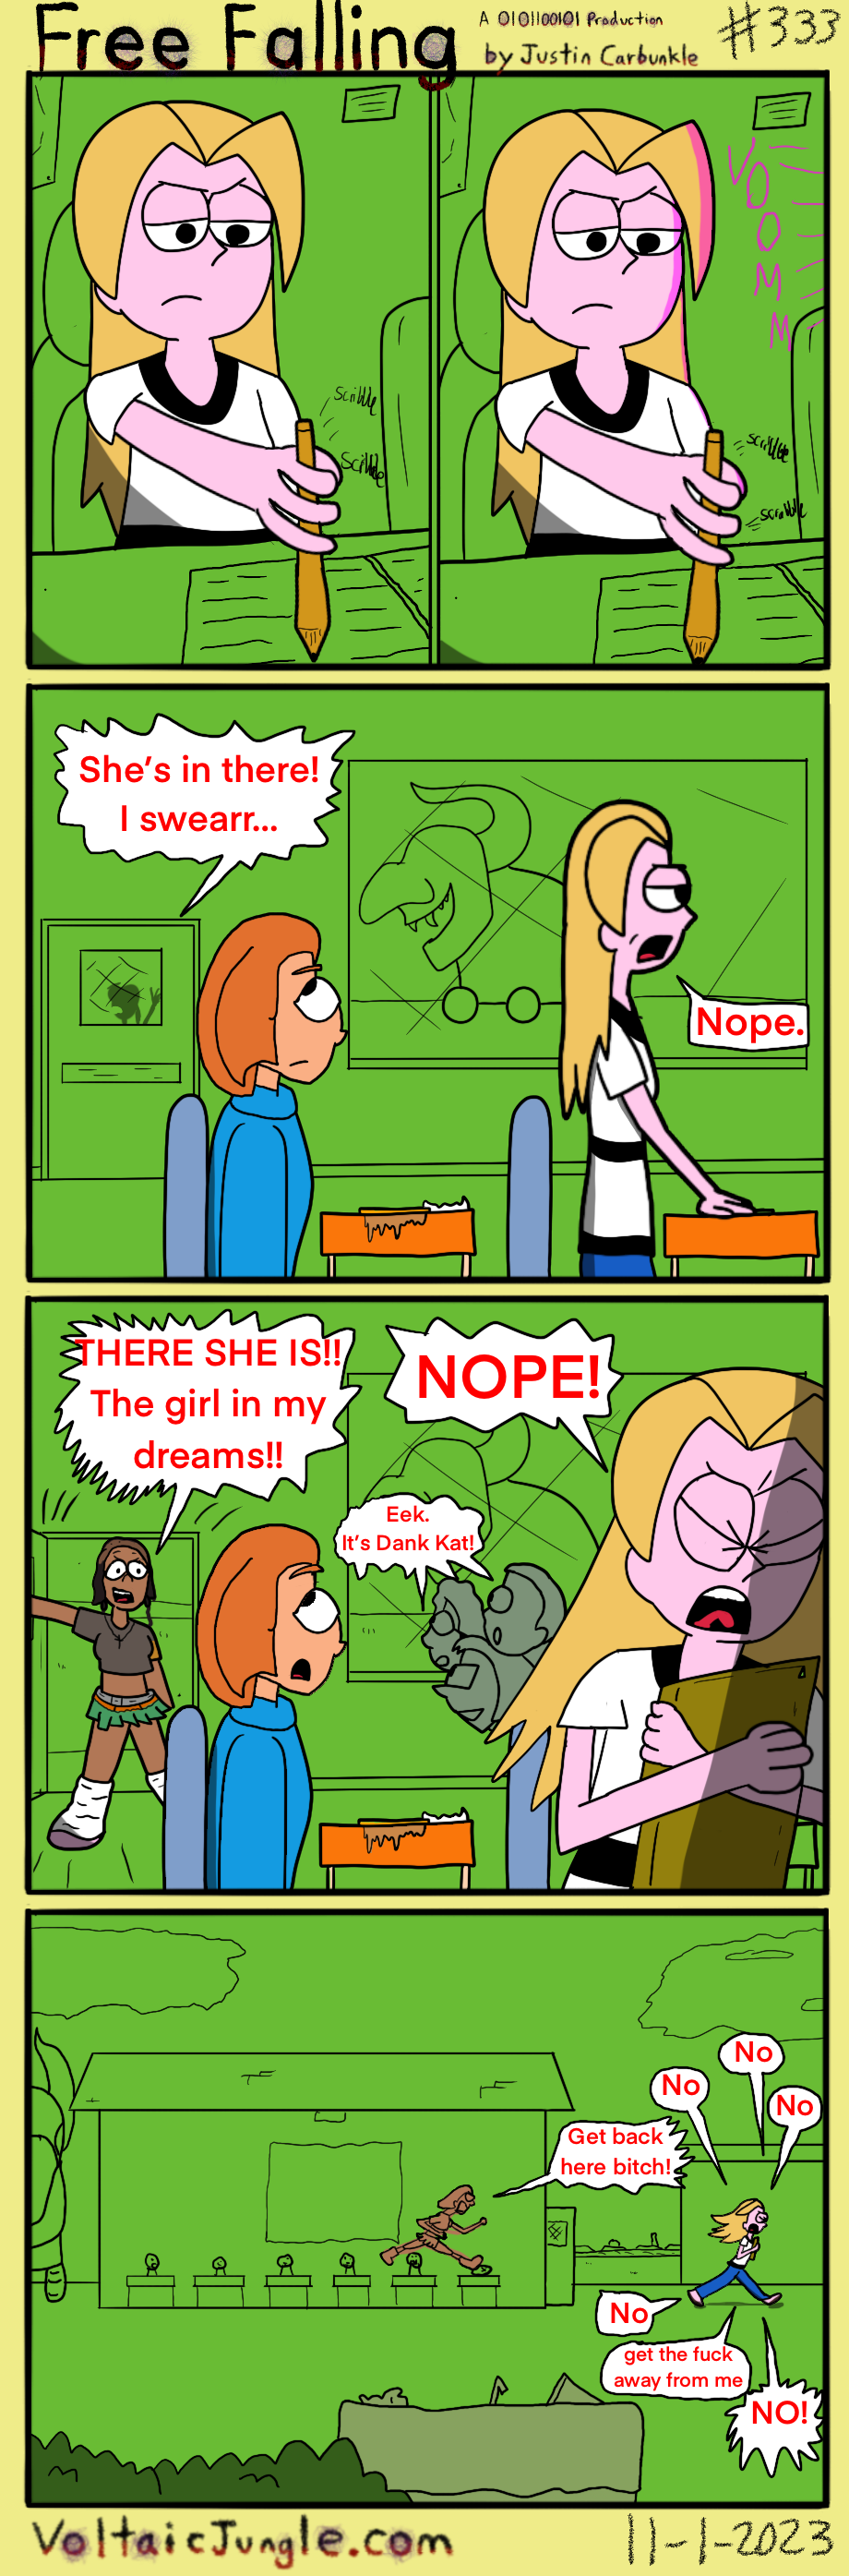 Free Falling
A 0101100101 Production
by Justin Carbunkle
#333
scribble
scribble
VOOMM
scribble
scribble
She's in there!
I swearr...
Nope.
THERE SHE IS!!
The girl in my
dreams!!
NOPE!
Eek.
It's Dank Kat!
Get back
here bitch!
No
No
No
No
get the fuck
away from me
NO!
VoltaicJungle.com
11-1-2023